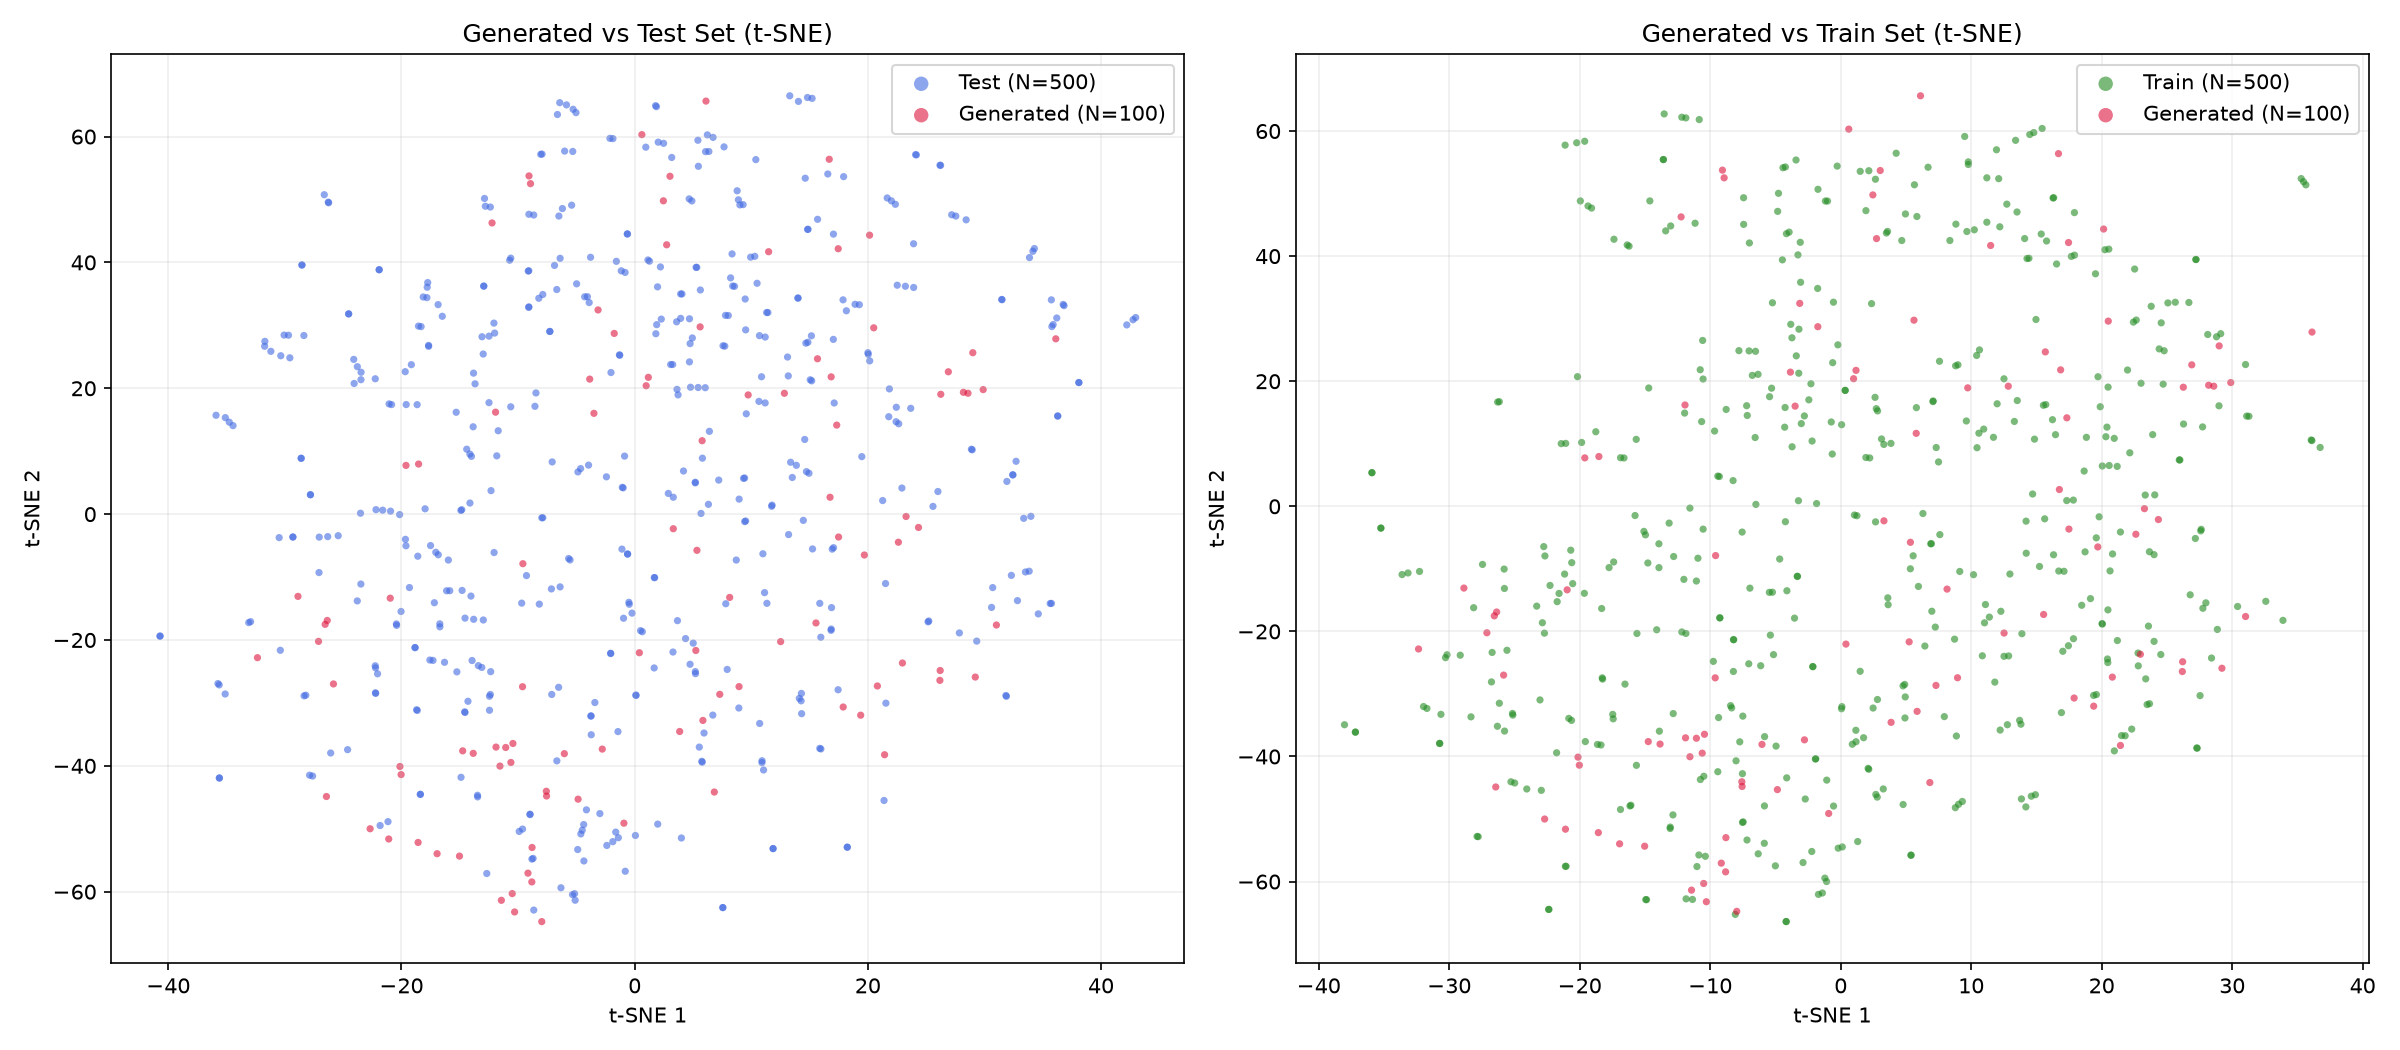 Generated vs Test Set (t-SNE)
Test (N=500)
Generated (N=100)
60
40
20
0
−20
−40
−60
t-SNE 2
−40
−20
0
20
40
t-SNE 1
Generated vs Train Set (t-SNE)
Train (N=500)
Generated (N=100)
60
40
20
0
−20
−40
−60
t-SNE 2
−40
−30
−20
−10
0
10
20
30
40
t-SNE 1